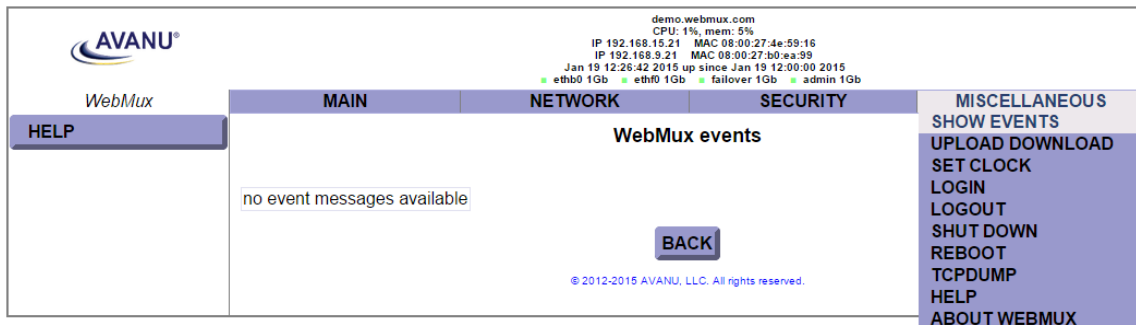 AVANU®
demo.webmux.com
CPU: 1%, mem: 5%
IP 192.168.15.21 MAC 08:00:27:4e:59:16
IP 192.168.9.21 MAC 08:00:27:b0:ea:99
Jan 19 12:26:42 2015 up since Jan 19 12:00:00 2015
ethb0 1Gb ethf0 1Gb failover 1Gb admin 1Gb
WebMux MAIN NETWORK SECURITY MISCELLANEOUS
HELP
WebMux events
no event messages available
BACK
© 2012-2015 AVANU, LLC. All rights reserved.
SHOW EVENTS
UPLOAD DOWNLOAD
SET CLOCK
LOGIN
LOGOUT
SHUT DOWN
REBOOT
TCPDUMP
HELP
ABOUT WEBMUX